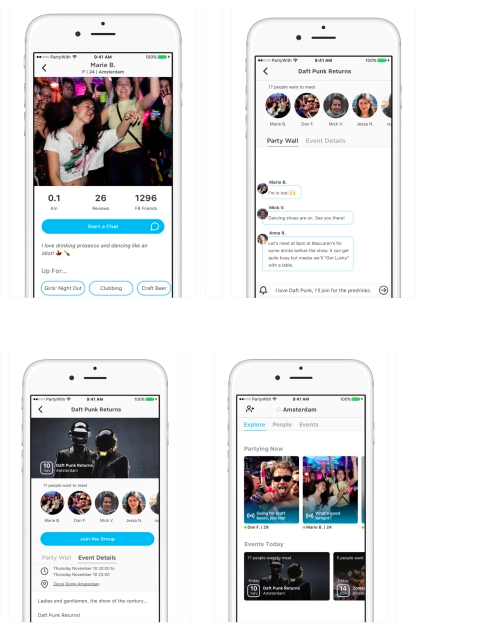 PartyWith
9:41 AM
100%
Marie B.
F | 24 | Amsterdam
0.1
26
1296
Km
Reviews
FB Friends
Start a Chat
I love drinking prosecco and dancing like an
idiot! 💃 🍾
Up For...
Girls' Night Out
Clubbing
Craft Beer
PartyWith
9:41 AM
100%
Daft Punk Returns
17 people want to meet
Marie B.
Dan F.
Mick V.
Jessa N.
M
Party Wall
Event Details
Marie B.
I'm in too! 🙌
Mick V.
Dancing shoes are on. See you there!
Anne R.
Let's meet at 8pm at MacLaren's for
some drinks before the show. It can get
quite busy but maybe we'll "Get Lucky"
with a table.
I love Daft Punk, I'll join for the predrinks.
PartyWith
9:41 AM
100%
Daft Punk Returns
10
NOV
Daft Punk Returns
Amsterdam
17 people want to meet
Marie B.
Dan F.
Mick V.
Jessa N.
Join the Group
Party Wall
Event Details
Thursday November 10 20:00 to
Thursday November 10 23:00
Ziggo Dome Amsterdam
Ladies and gentlemen, the show of the century...
Daft Punk Returns!
PartyWith
9:41 AM
100%
Amsterdam
Explore
People
Events
Partying Now
Going for craft
beers, join me!
What's good
tonight?
Dan F. | 29
Marie B. | 24
Events Today
17 people want to meet
5 people want
Friday
10
NOV
Daft Punk Returns
Amsterdam
14